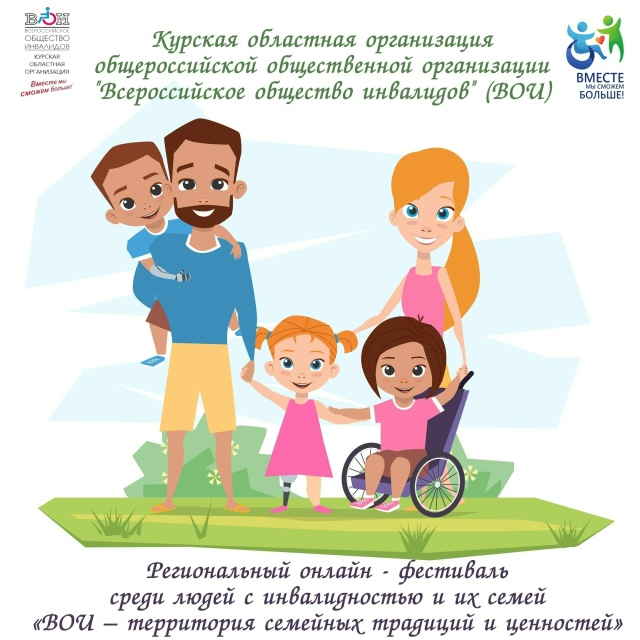 ВОИ
ВСЕРОССИЙСКОЕ
ОБЩЕСТВО
ИНВАЛИДОВ
КУРСКАЯ
ОБЛАСТНАЯ
ОРГАНИЗАЦИЯ
Вместе мы
сможем больше!
Курская областная организация
общероссийской общественной организации
"Всероссийское общество инвалидов" (ВОИ)
ВМЕСТЕ
МЫ СМОЖЕМ
БОЛЬШЕ!
Региональный онлайн - фестиваль
среди людей с инвалидностью и их семей
«ВОИ – территория семейных традиций и ценностей»